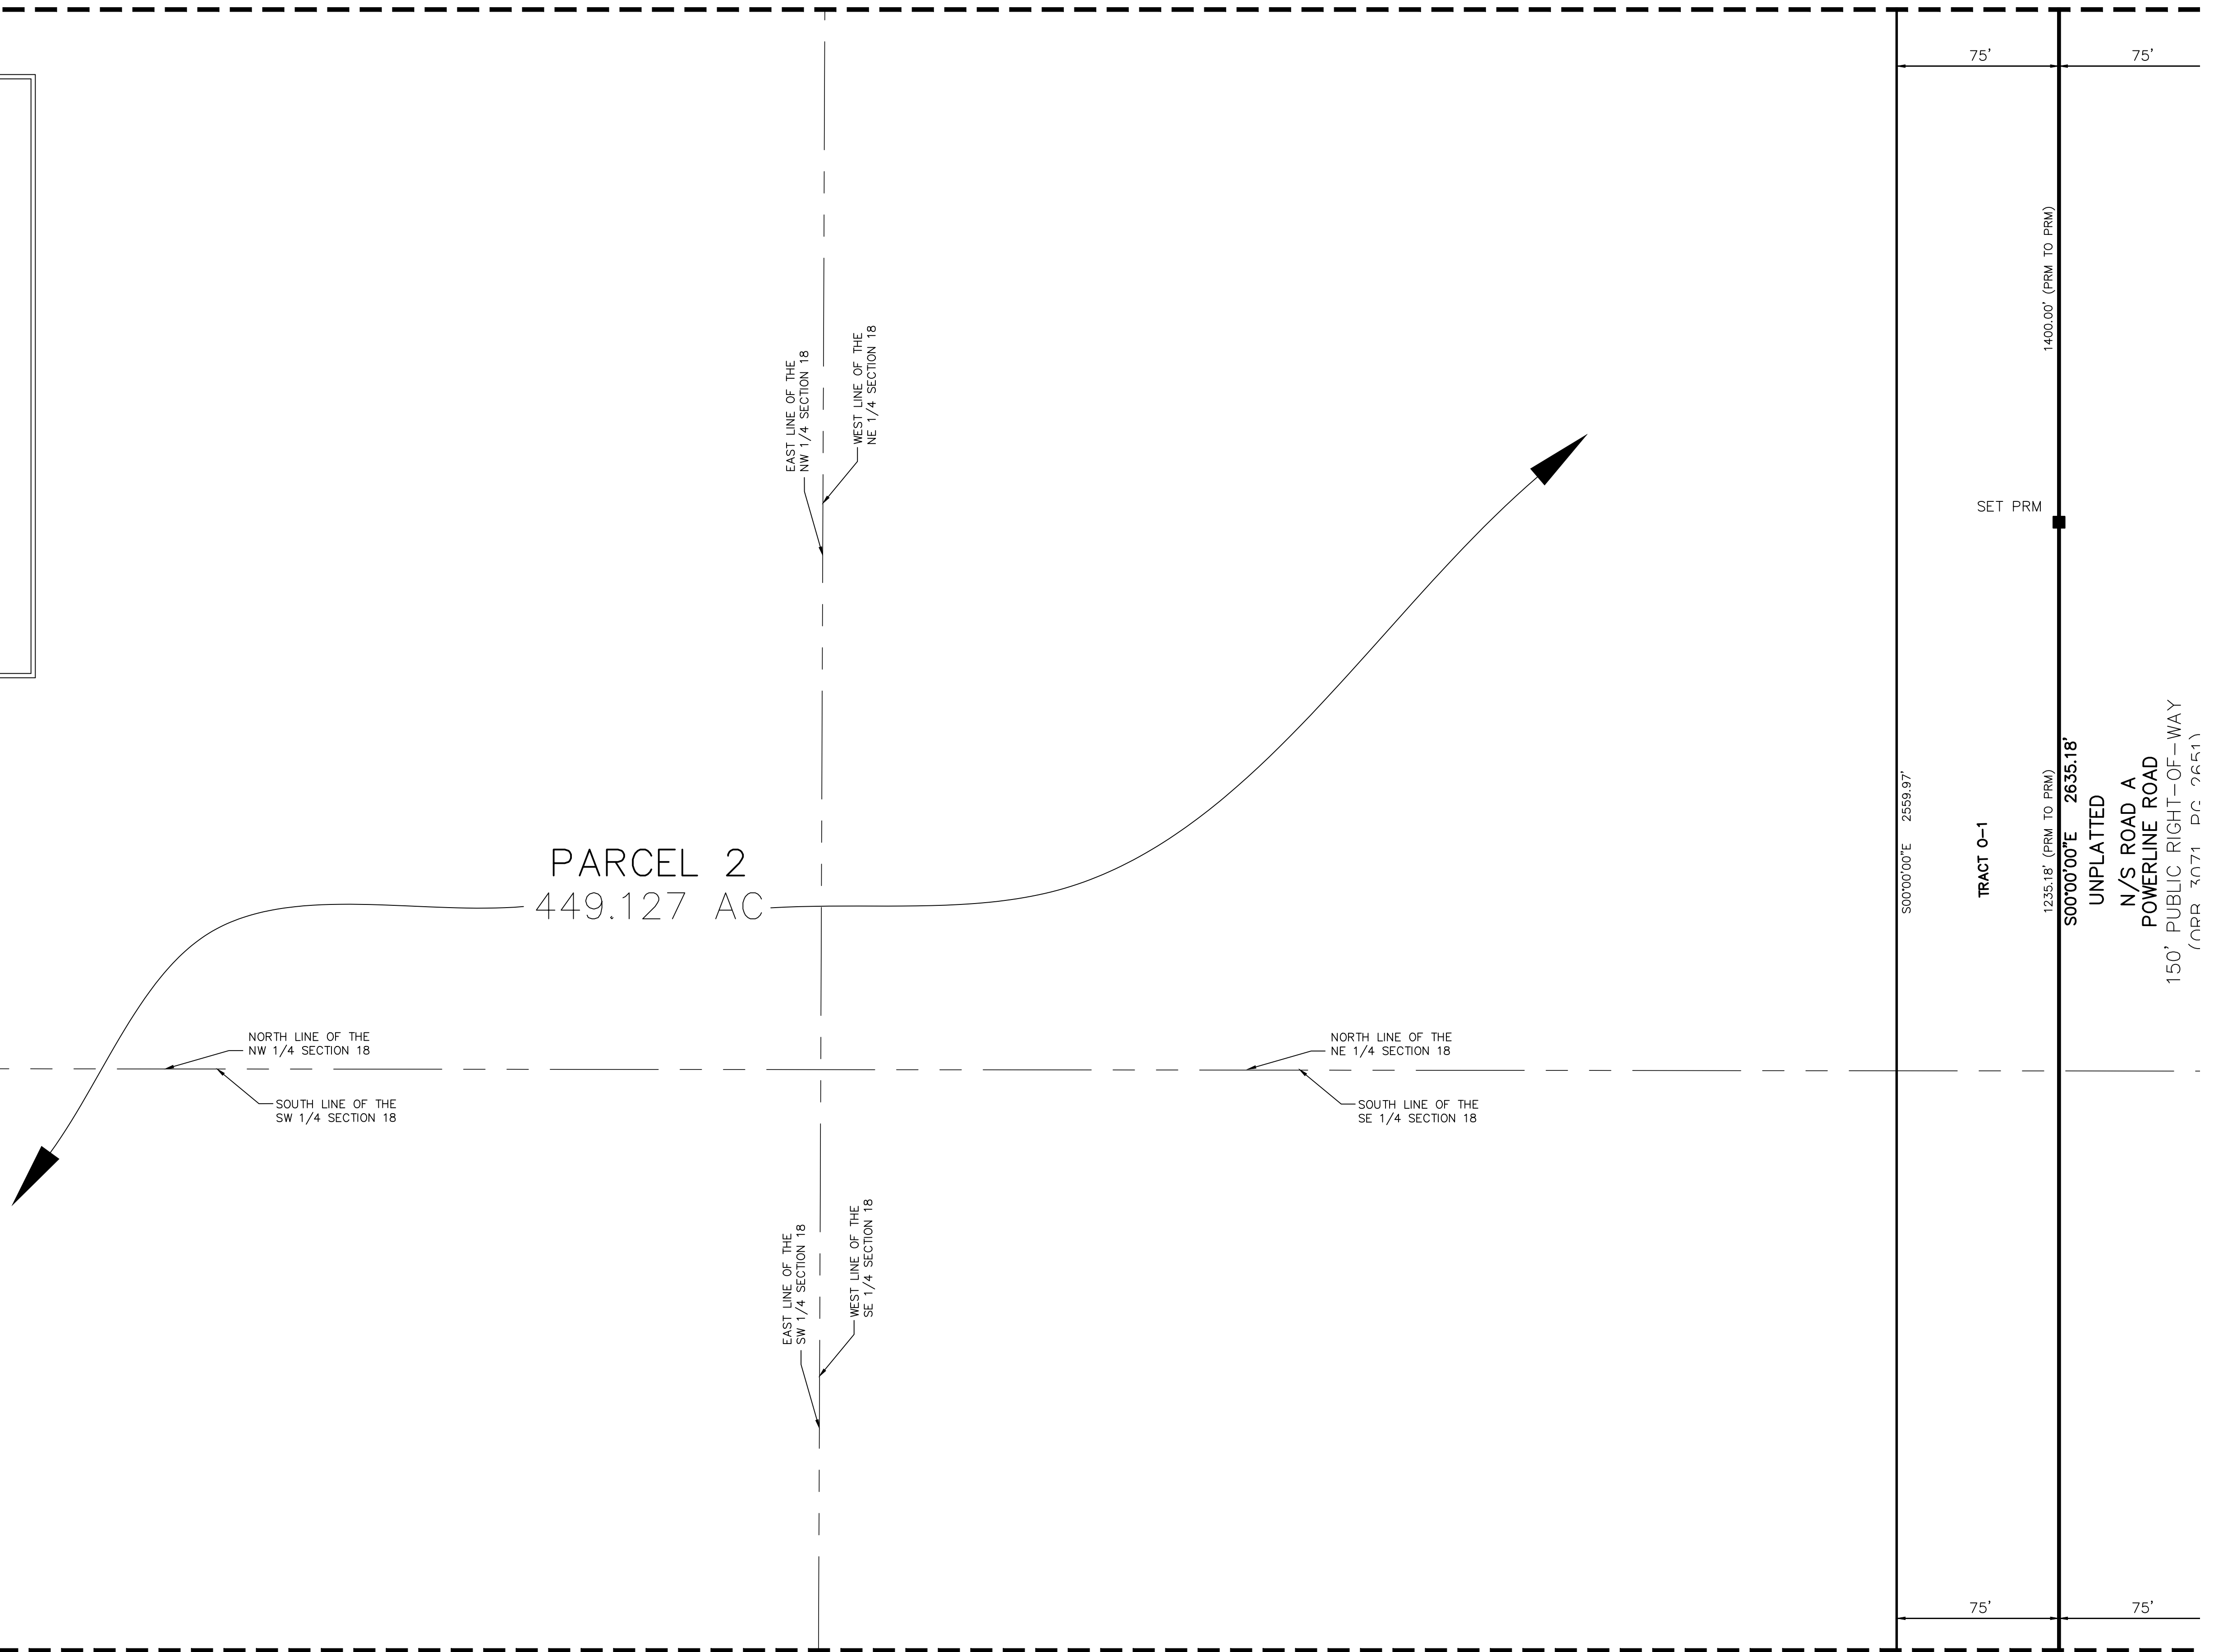 75'
75'
1400.00' (PRM TO PRM)
EAST LINE OF THE
NW 1/4 SECTION 18
WEST LINE OF THE
NE 1/4 SECTION 18
SET PRM
PARCEL 2
449.127 AC
S00°00'00"E 2559.97'
TRACT O-1
1235.18' (PRM TO PRM)
S00°00'00"E 2635.18'
UNPLATTED
N/S ROAD A
POWERLINE ROAD
150' PUBLIC RIGHT-OF-WAY
(ORB 3071 PG 2651)
NORTH LINE OF THE
NW 1/4 SECTION 18
SOUTH LINE OF THE
SW 1/4 SECTION 18
NORTH LINE OF THE
NE 1/4 SECTION 18
SOUTH LINE OF THE
SE 1/4 SECTION 18
EAST LINE OF THE
SW 1/4 SECTION 18
WEST LINE OF THE
SE 1/4 SECTION 18
75'
75'